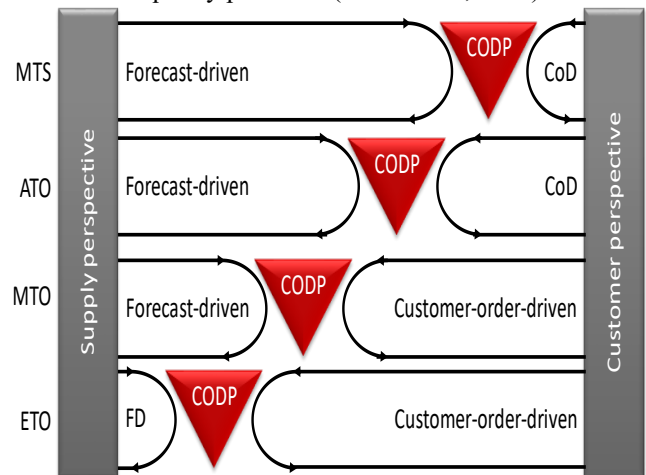 Supply perspective
Customer perspective
MTS
Forecast-driven
CODP
CoD
ATO
Forecast-driven
CODP
CoD
MTO
Forecast-driven
CODP
Customer-order-driven
ETO
FD
CODP
Customer-order-driven